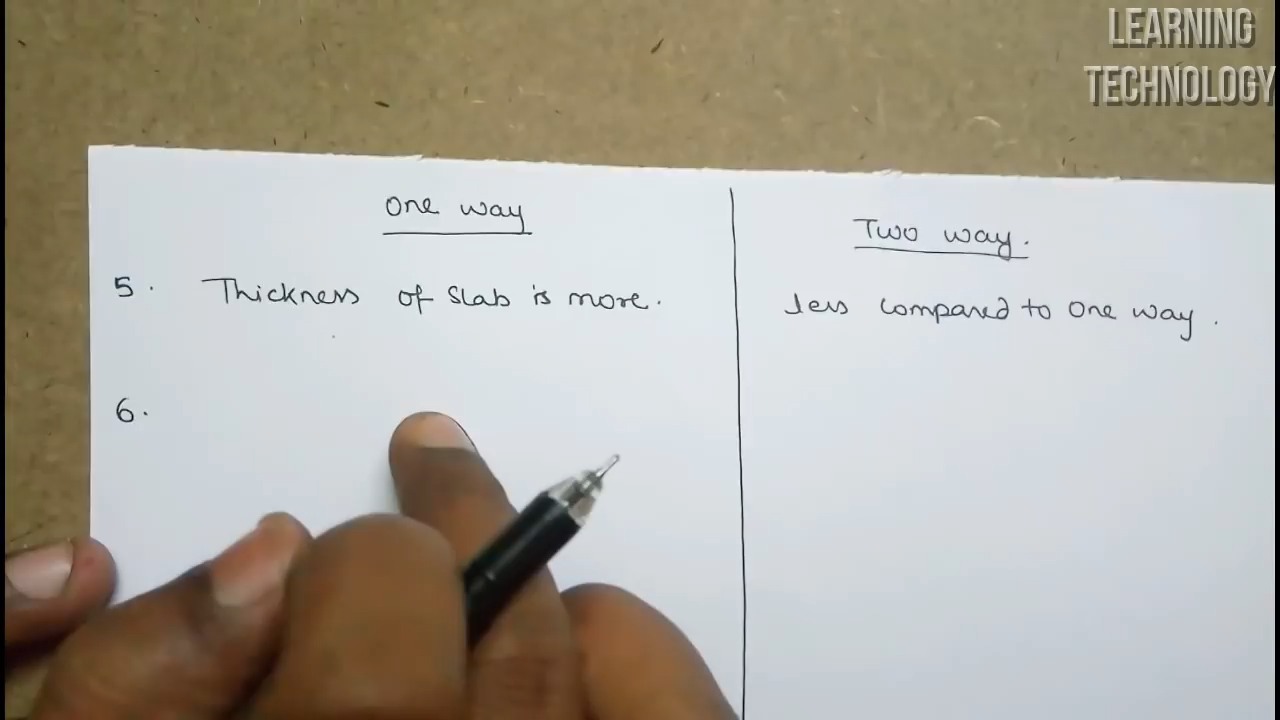 LEARNING
TECHNOLOGY
One way
Two way.
5. Thickness of slab is more.
less compared to One way.
6.